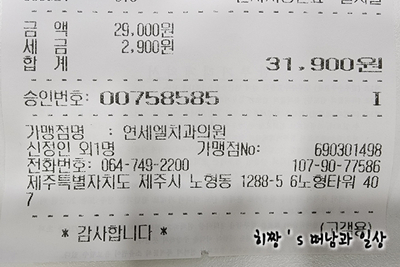 금 액 29,000원
세 금 2,900원
합 계 31,900원
승인번호: 00758585 I
가맹점명 : 연세엘치과의원
신정인 외1명 가맹점No: 690301498
전화번호: 064-749-2200 107-90-77586
제주특별자치도 제주시 노형동 1288-5 6노형타워 40
7
* 감사합니다 * (고객용)
히짱's 떠남과 일상